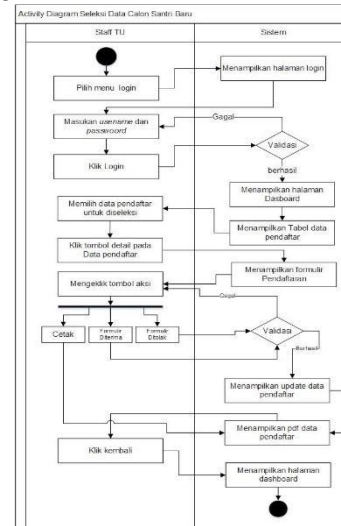 Activity Diagram Seleksi Data Calon Santri Baru
Staff TU
Sistem
Pilih menu login
Menampilkan halaman login
Masukan username dan
passwoord
Gagal
Klik Login
Validasi
berhasil
Menampilkan halaman
Dasboard
Memilih data pendaftar
untuk diseleksi
Menampilkan Tabel data
pendaftar
Klik tombol detail pada
Data pendaftar
Menampilkan formulir
Pendaftaran
Mengeklik tombol aksi
Gagal
Cetak
Formulir
Diterima
Formulir
Ditolak
Validasi
Berhasil
Menampilkan update data
pendaftar
Menampilkan pdf data
pendaftar
Klik kembali
Menampilkan halaman
dashboard